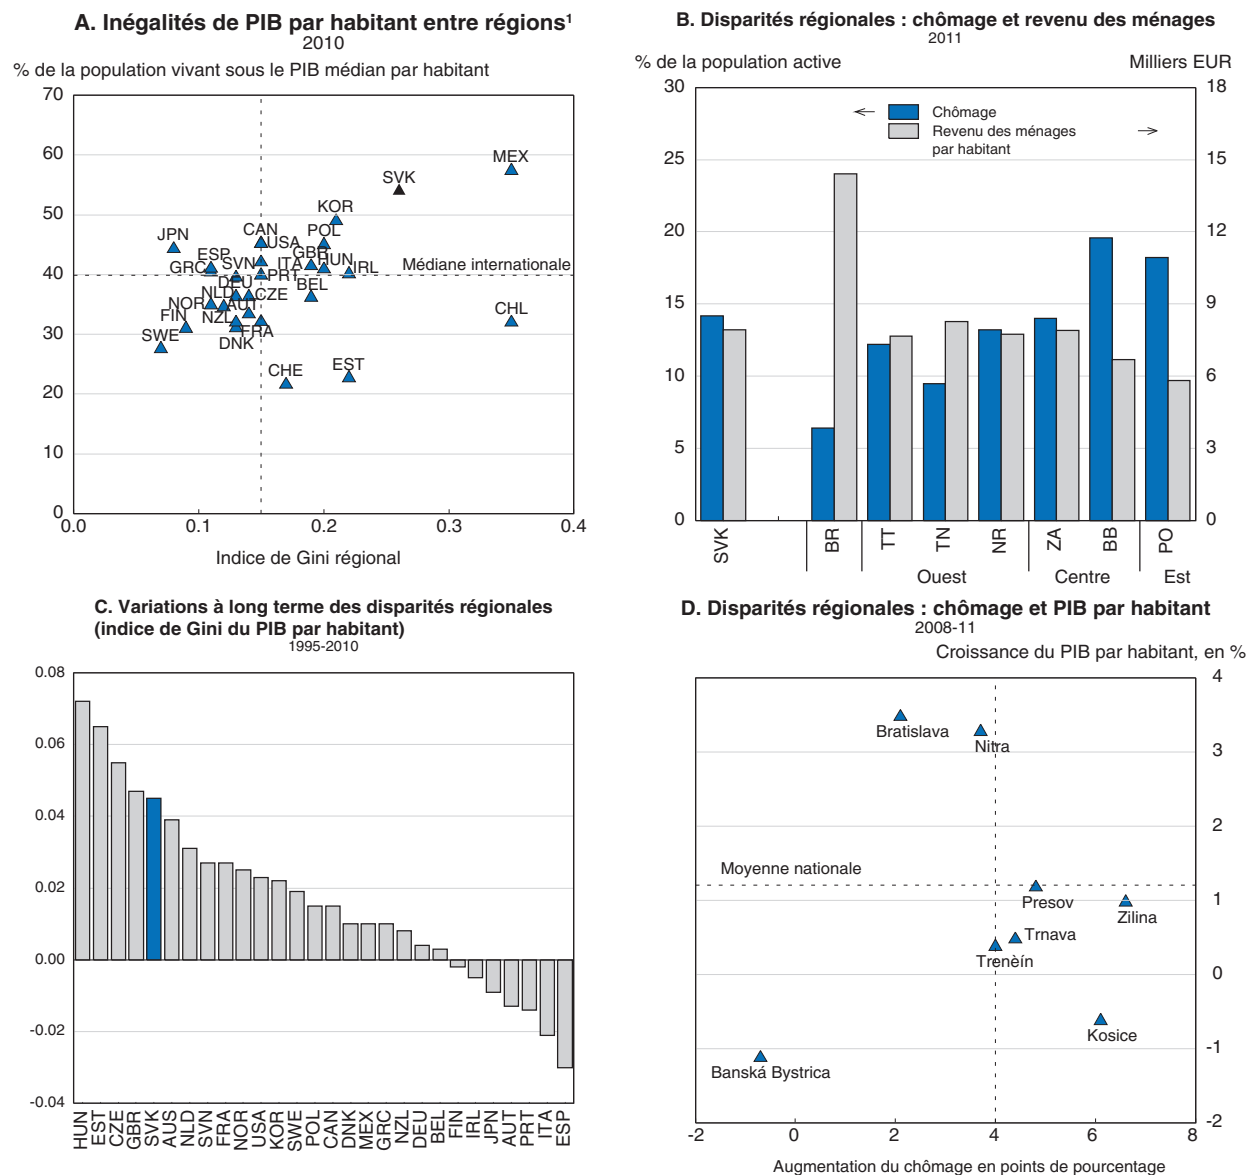 A. Inégalités de PIB par habitant entre régions¹
2010
% de la population vivant sous le PIB médian par habitant
70
60
50
40
30
20
10
0
MEX
SVK
KOR
JPN
CAN
USA
POL
ESP
GRC
SVN
ITA
GBR
HUN
IRL
Médiane internationale
PRT
DEU
BEL
NLD
CZE
NOR
AUT
FIN
NZL
FRA
CHL
SWE
DNK
CHE
EST
0.0
0.1
0.2
0.3
0.4
Indice de Gini régional
B. Disparités régionales : chômage et revenu des ménages
2011
% de la population active
Milliers EUR
30
25
20
15
10
5
0
18
15
12
9
6
3
0
Chômage
Revenu des ménages
par habitant
SVK
BR
TT
TN
NR
ZA
BB
PO
Ouest
Centre
Est
C. Variations à long terme des disparités régionales
(indice de Gini du PIB par habitant)
1995-2010
0.08
0.06
0.04
0.02
0.00
-0.02
-0.04
HUN
EST
CZE
GBR
SVK
AUS
NLD
SVN
FRA
NOR
USA
KOR
SWE
POL
CAN
DNK
MEX
GRC
NZL
DEU
BEL
FIN
IRL
JPN
AUT
PRT
ITA
ESP
D. Disparités régionales : chômage et PIB par habitant
2008-11
Croissance du PIB par habitant, en %
4
3
2
1
0
-1
-2
Bratislava
Nitra
Moyenne nationale
Presov
Zilina
Trnava
Trenèín
Kosice
Banská Bystrica
-2
0
2
4
6
8
Augmentation du chômage en points de pourcentage